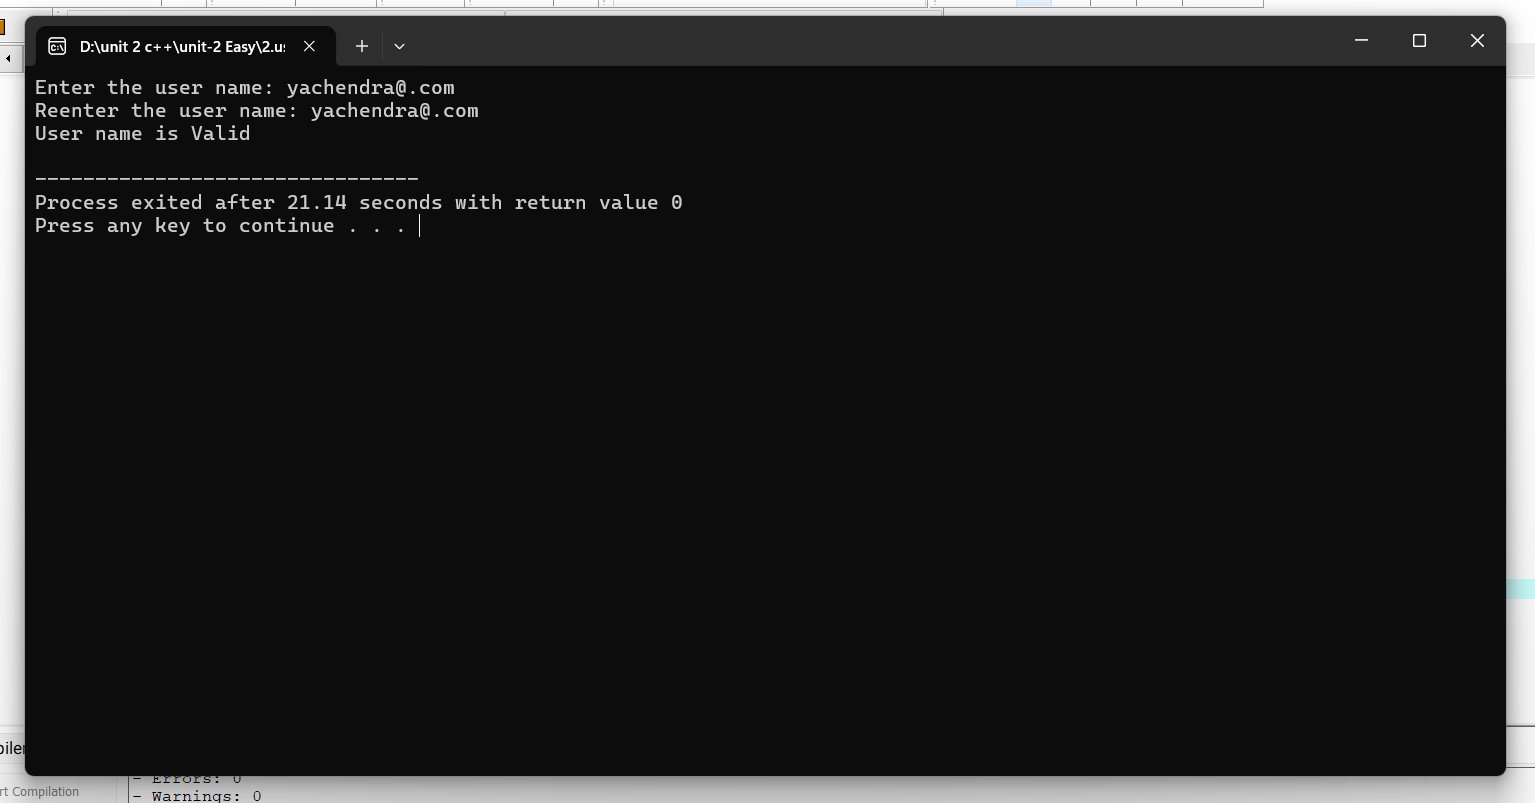 D:\unit 2 c++\unit-2 Easy\2.u
Enter the user name: yachendra@.com
Reenter the user name: yachendra@.com
User name is Valid
--------------------------------
Process exited after 21.14 seconds with return value 0
Press any key to continue . . .
- Errors: 0
rt Compilation
- Warnings: 0